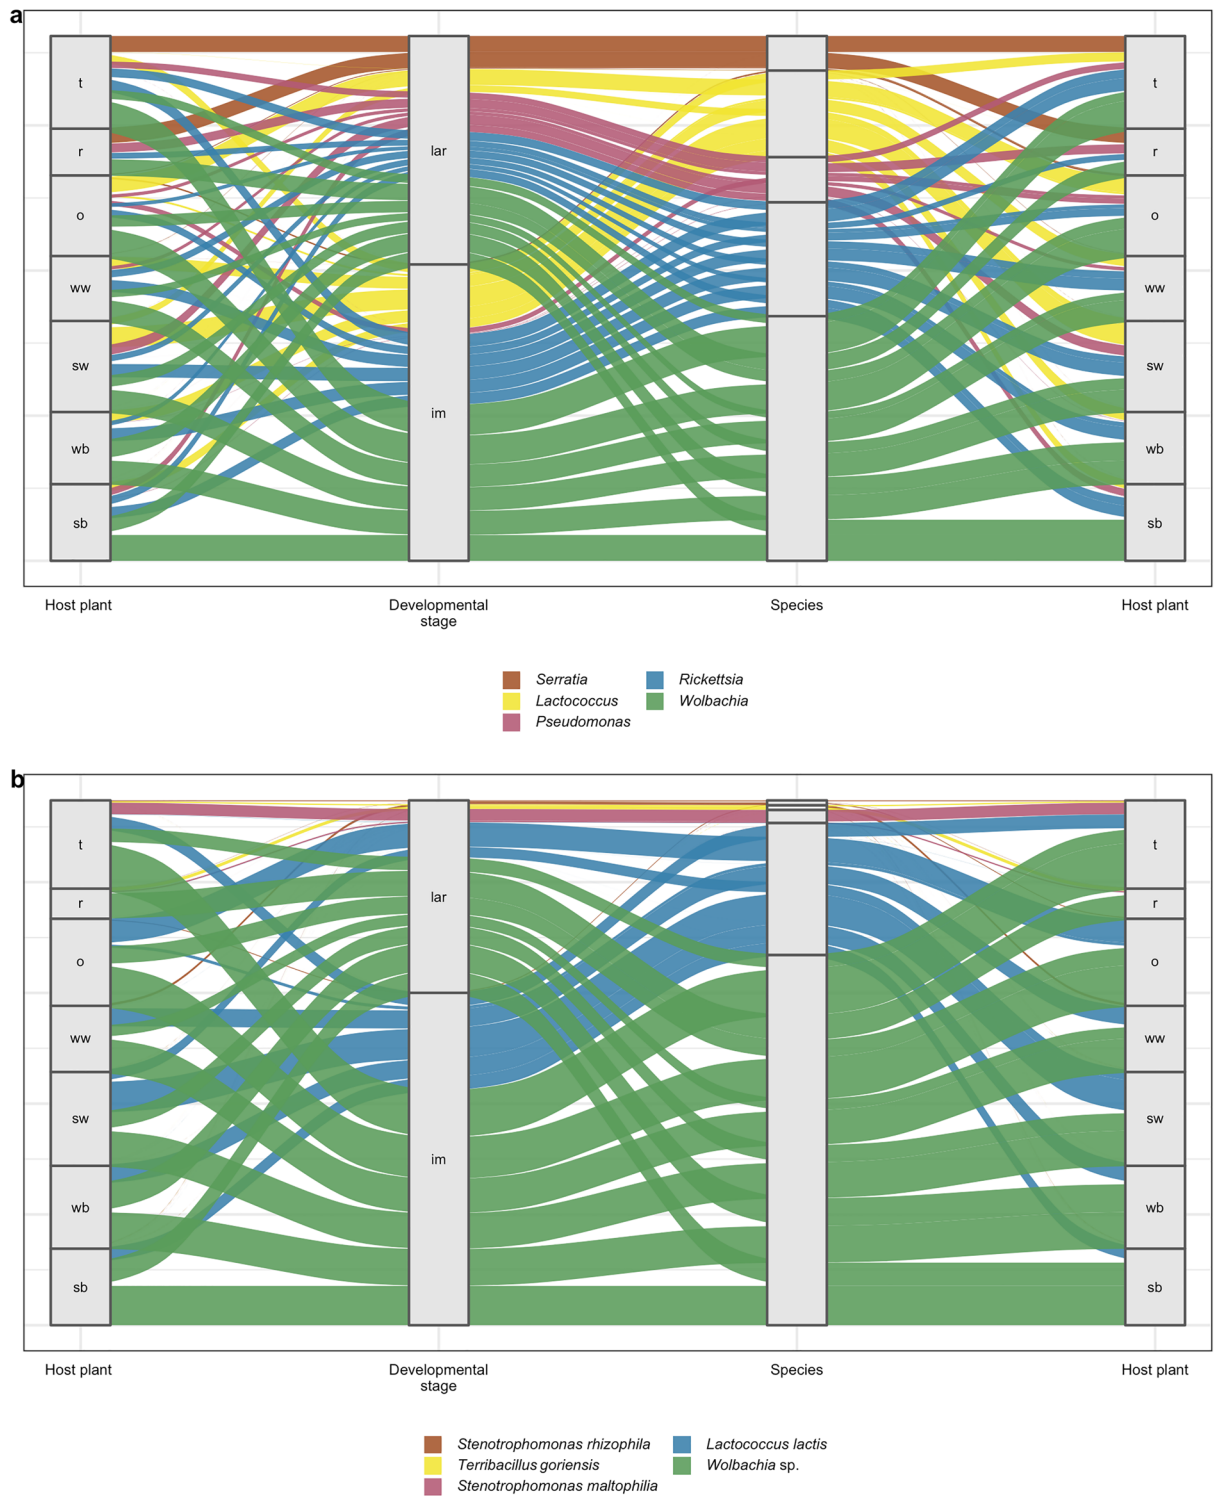 a
t
r
o
ww
sw
wb
sb
lar
im
t
r
o
ww
sw
wb
sb
Host plant
Developmental
stage
Species
Host plant
Serratia
Lactococcus
Pseudomonas
Rickettsia
Wolbachia
b
t
r
o
ww
sw
wb
sb
lar
im
t
r
o
ww
sw
wb
sb
Host plant
Developmental
stage
Species
Host plant
Stenotrophomonas rhizophila
Terribacillus goriensis
Stenotrophomonas maltophilia
Lactococcus lactis
Wolbachia sp.